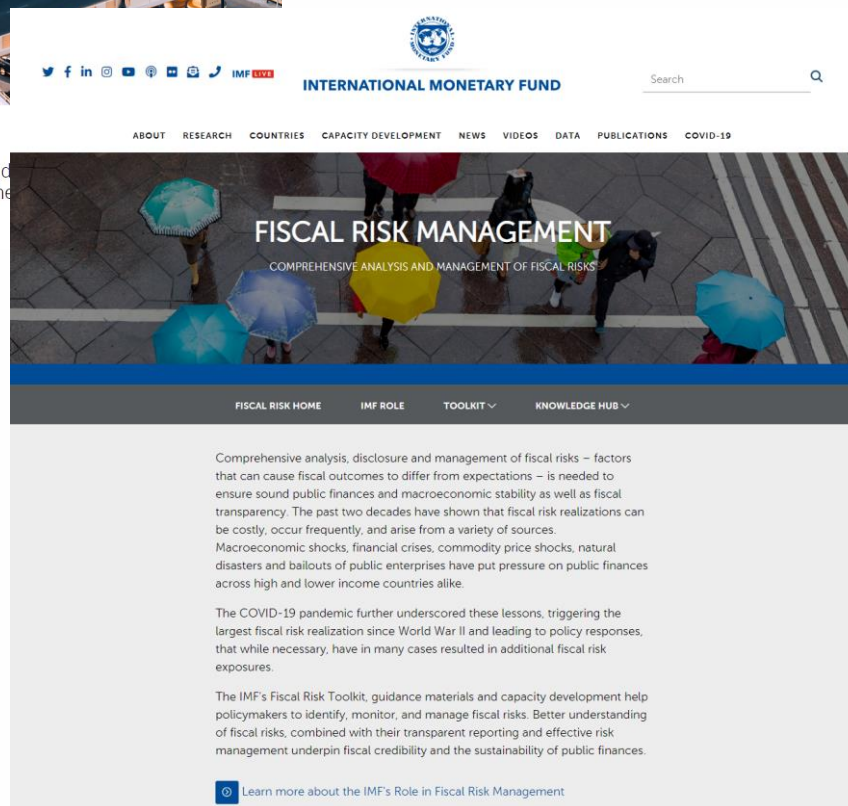 INTERNATIONAL MONETARY FUND
IMF LIVE
INTERNATIONAL MONETARY FUND
Search
ABOUT RESEARCH COUNTRIES CAPACITY DEVELOPMENT NEWS VIDEOS DATA PUBLICATIONS COVID-19
FISCAL RISK MANAGEMENT
COMPREHENSIVE ANALYSIS AND MANAGEMENT OF FISCAL RISKS
FISCAL RISK HOME IMF ROLE TOOLKIT KNOWLEDGE HUB
Comprehensive analysis, disclosure and management of fiscal risks – factors
that can cause fiscal outcomes to differ from expectations – is needed to
ensure sound public finances and macroeconomic stability as well as fiscal
transparency. The past two decades have shown that fiscal risk realizations can
be costly, occur frequently, and arise from a variety of sources.
Macroeconomic shocks, financial crises, commodity price shocks, natural
disasters and bailouts of public enterprises have put pressure on public finances
across high and lower income countries alike.
The COVID-19 pandemic further underscored these lessons, triggering the
largest fiscal risk realization since World War II and leading to policy responses,
that while necessary, have in many cases resulted in additional fiscal risk
exposures.
The IMF's Fiscal Risk Toolkit, guidance materials and capacity development help
policymakers to identify, monitor, and manage fiscal risks. Better understanding
of fiscal risks, combined with their transparent reporting and effective risk
management underpin fiscal credibility and the sustainability of public finances.
Learn more about the IMF's Role in Fiscal Risk Management